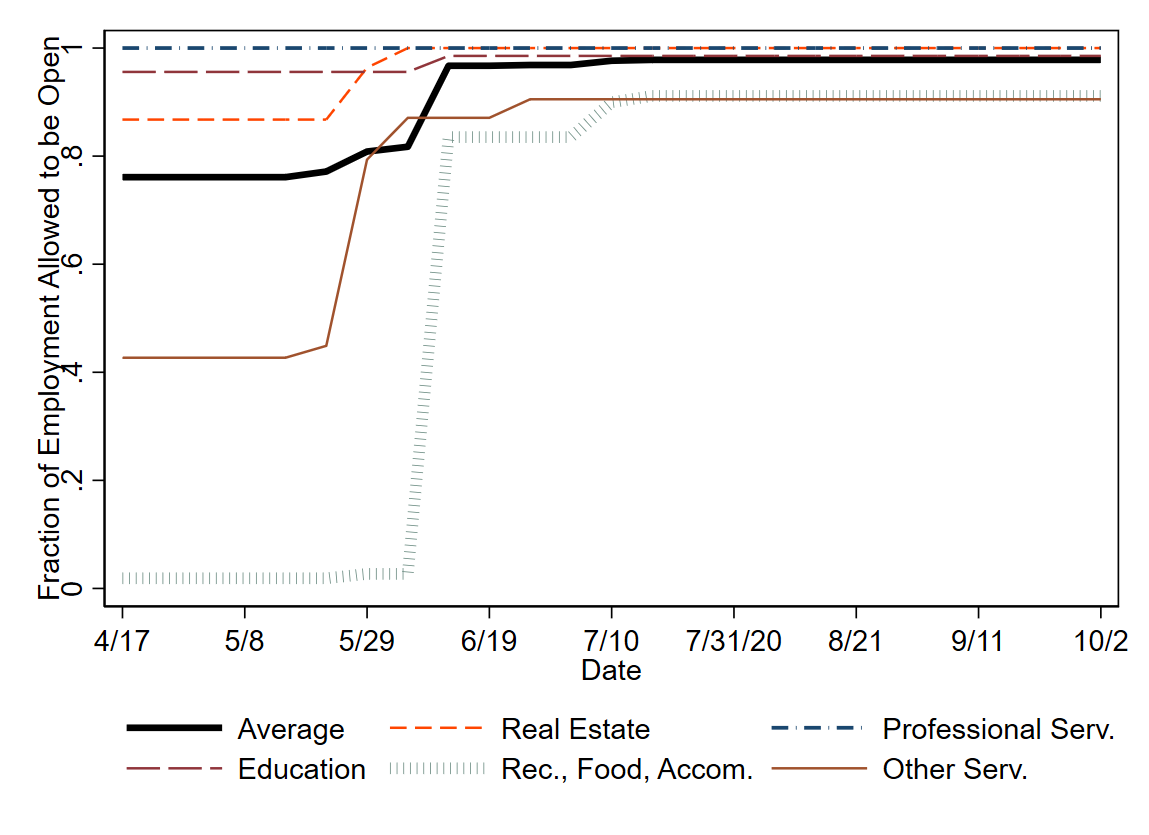 Fraction of Employment Allowed to be Open
1
.8
.6
.4
.2
0
4/17 5/8 5/29 6/19 7/10 7/31/20 8/21 9/11 10/2
Date
Average Real Estate Professional Serv.
Education Rec., Food, Accom. Other Serv.